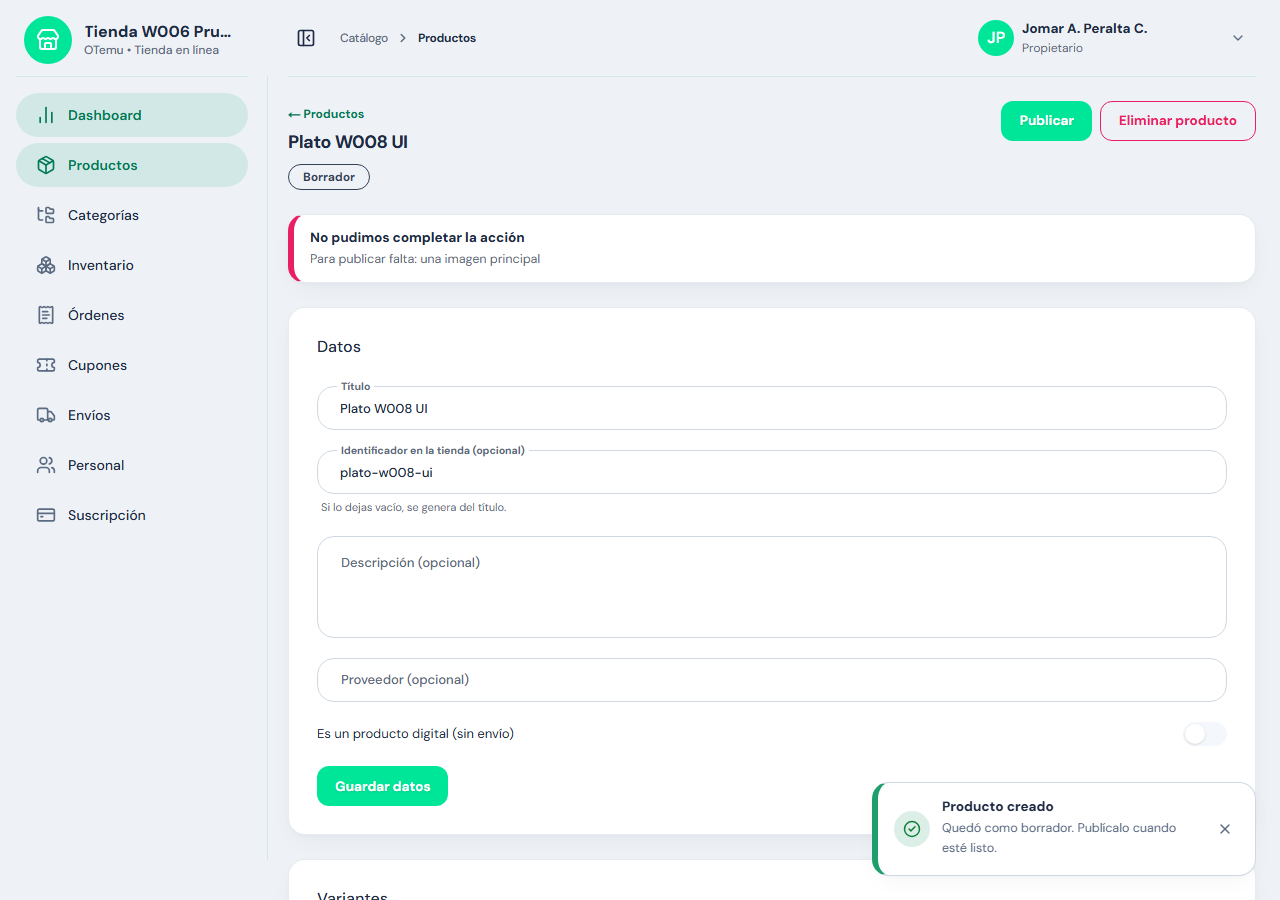 Tienda W006 Pru...
OTemu • Tienda en línea
Catálogo > Productos
JP
Jomar A. Peralta C.
Propietario
Dashboard
Productos
Categorías
Inventario
Órdenes
Cupones
Envíos
Personal
Suscripción
← Productos
Plato W008 UI
Borrador
Publicar
Eliminar producto
No pudimos completar la acción
Para publicar falta: una imagen principal
Datos
Título
Plato W008 UI
Identificador en la tienda (opcional)
plato-w008-ui
Si lo dejas vacío, se genera del título.
Descripción (opcional)
Proveedor (opcional)
Es un producto digital (sin envío)
Guardar datos
Producto creado
Quedó como borrador. Publícalo cuando
esté listo.
Variantes